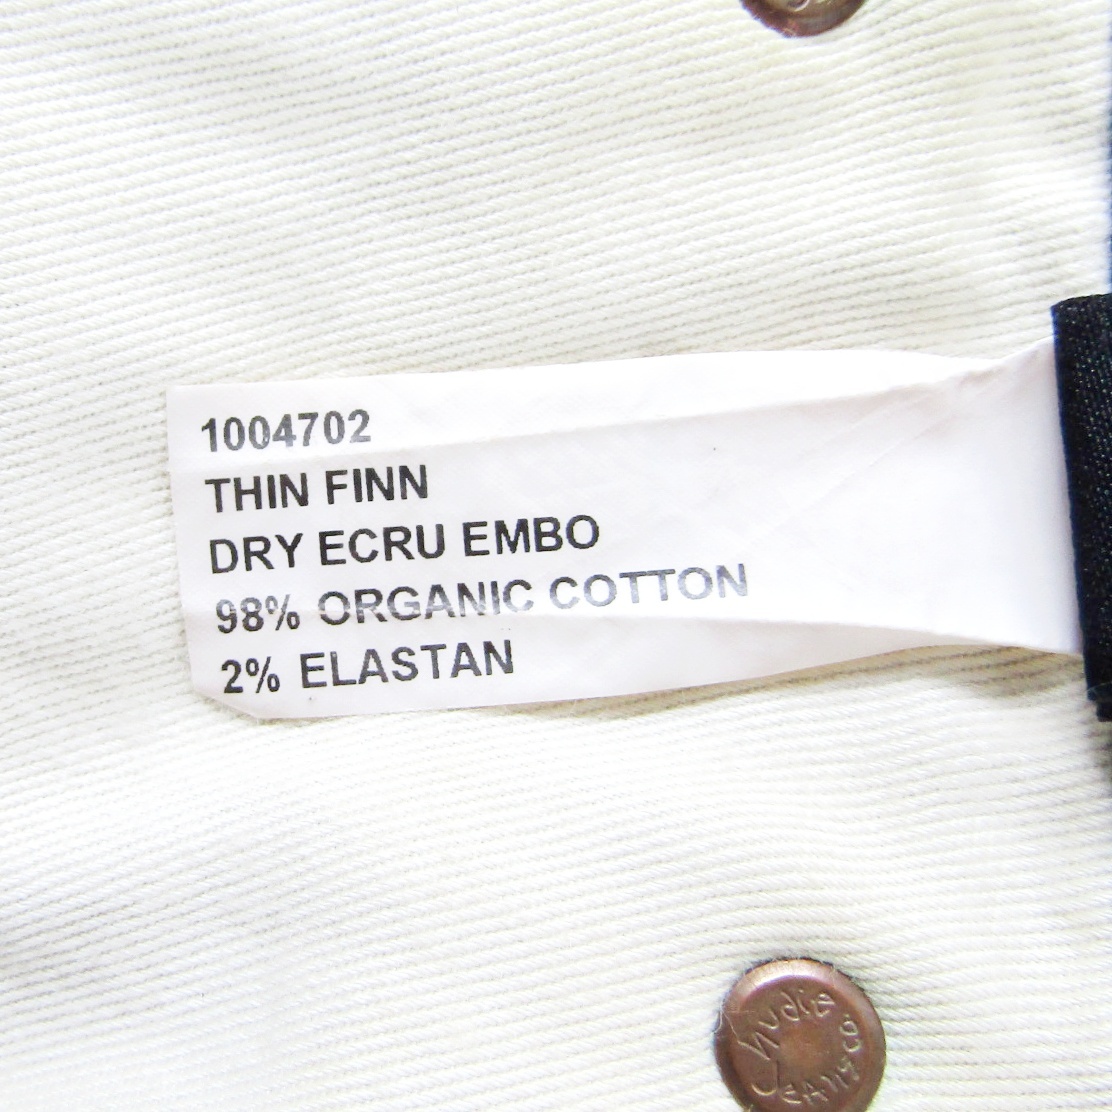 1004702
THIN FINN
DRY ECRU EMBO
98% ORGANIC COTTON
2% ELASTAN
Nudie
JEANS CO.